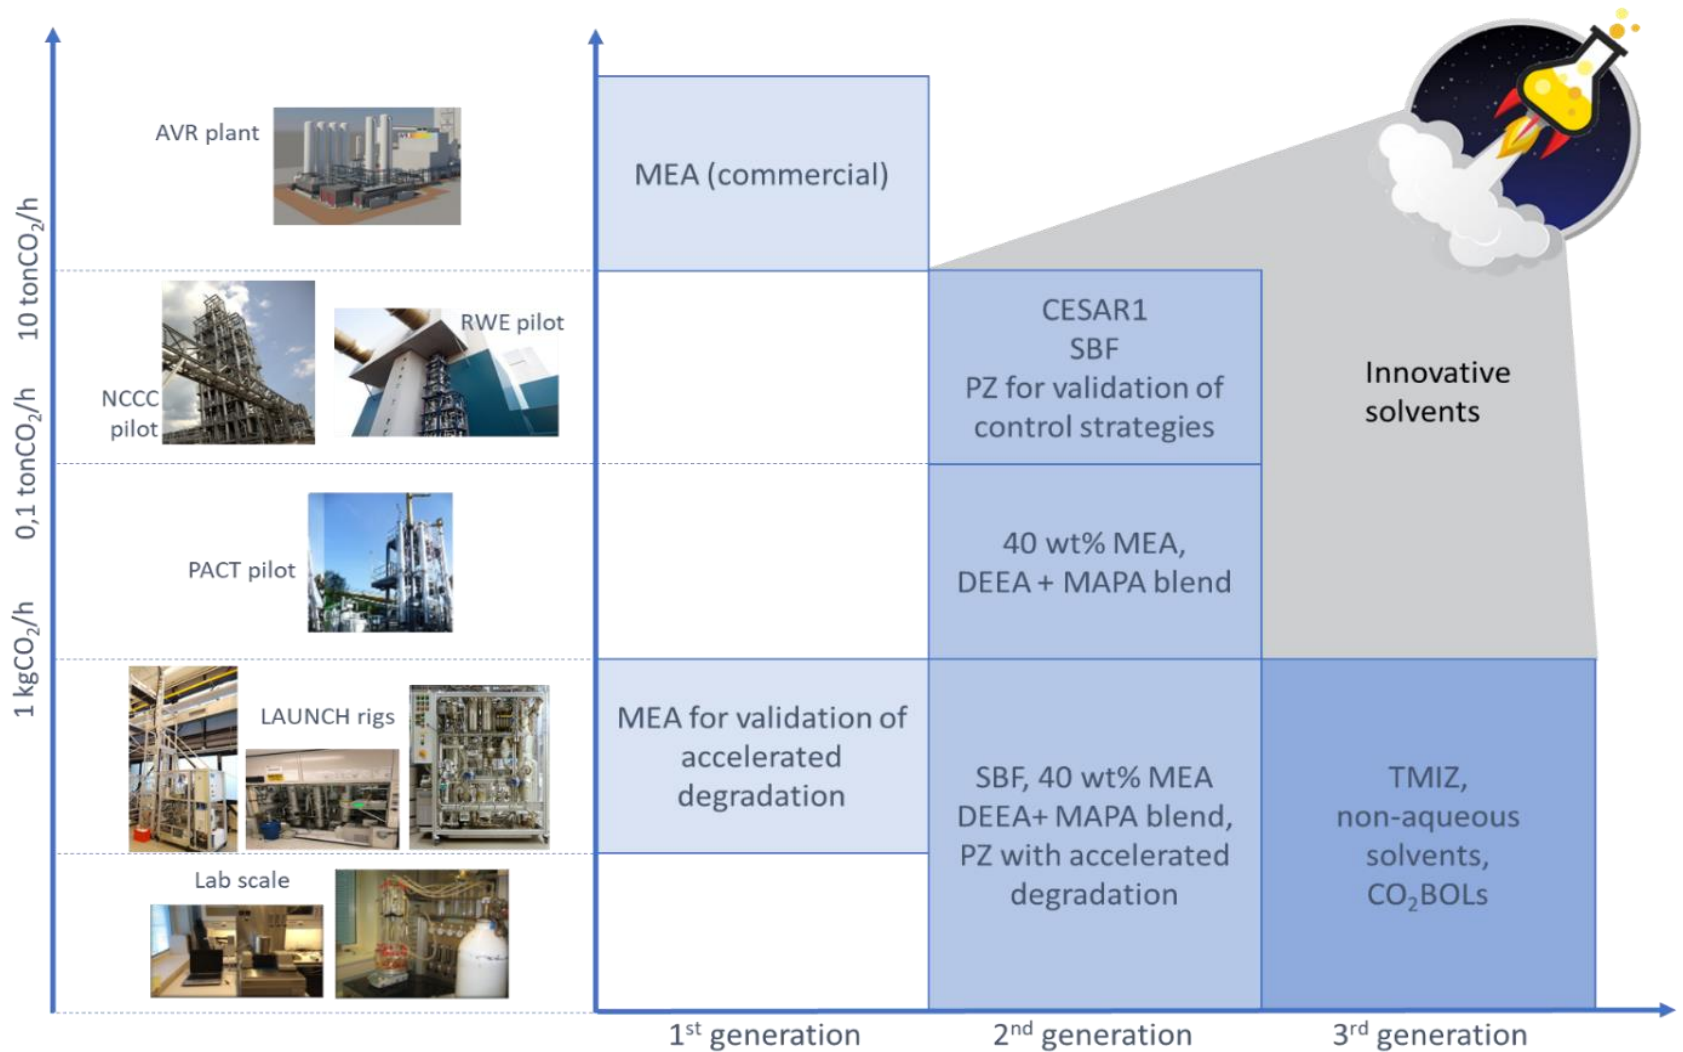 10 tonCO₂/h
0,1 tonCO₂/h
1 kgCO₂/h
AVR plant
NCCC
pilot
RWE pilot
PACT pilot
LAUNCH rigs
Lab scale
MEA (commercial)
CESAR1
SBF
PZ for validation of
control strategies
Innovative
solvents
40 wt% MEA,
DEEA + MAPA blend
MEA for validation of
accelerated
degradation
SBF, 40 wt% MEA
DEEA+ MAPA blend,
PZ with accelerated
degradation
TMIZ,
non-aqueous
solvents,
CO₂BOLs
1st generation
2nd generation
3rd generation